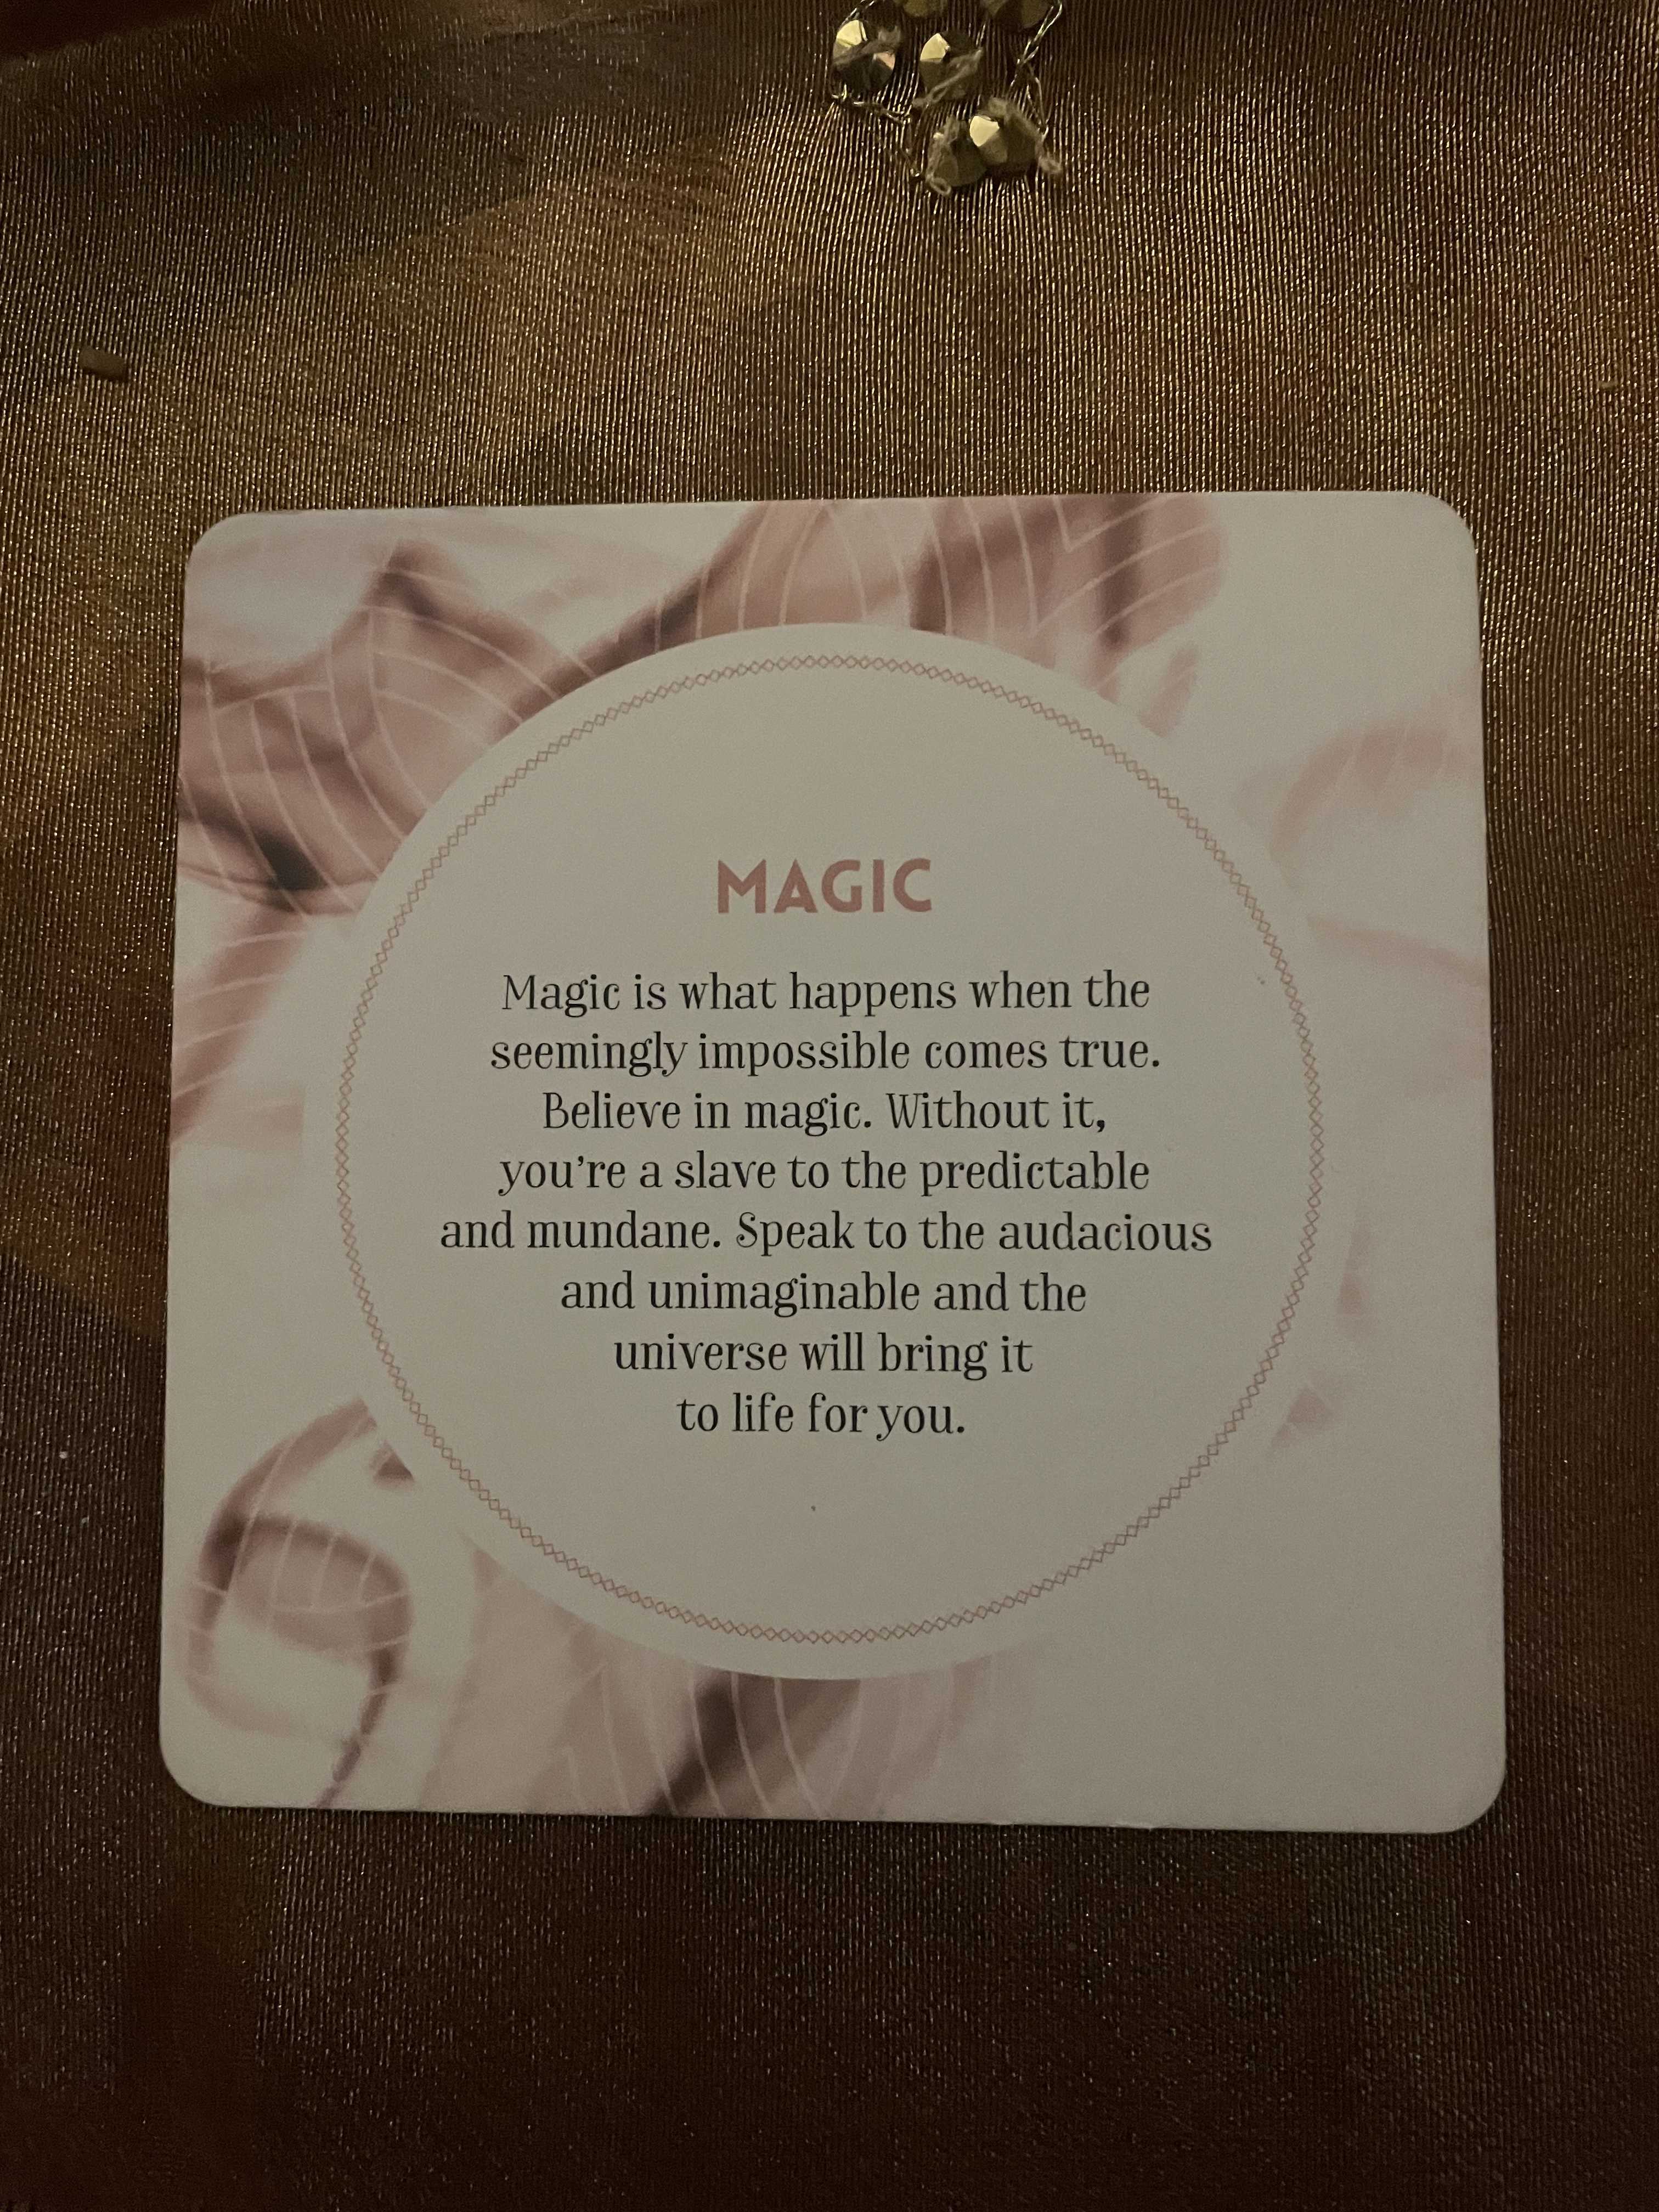 MAGIC
Magic is what happens when the
seemingly impossible comes true.
Believe in magic. Without it,
you're a slave to the predictable
and mundane. Speak to the audacious
and unimaginable and the
universe will bring it
to life for you.